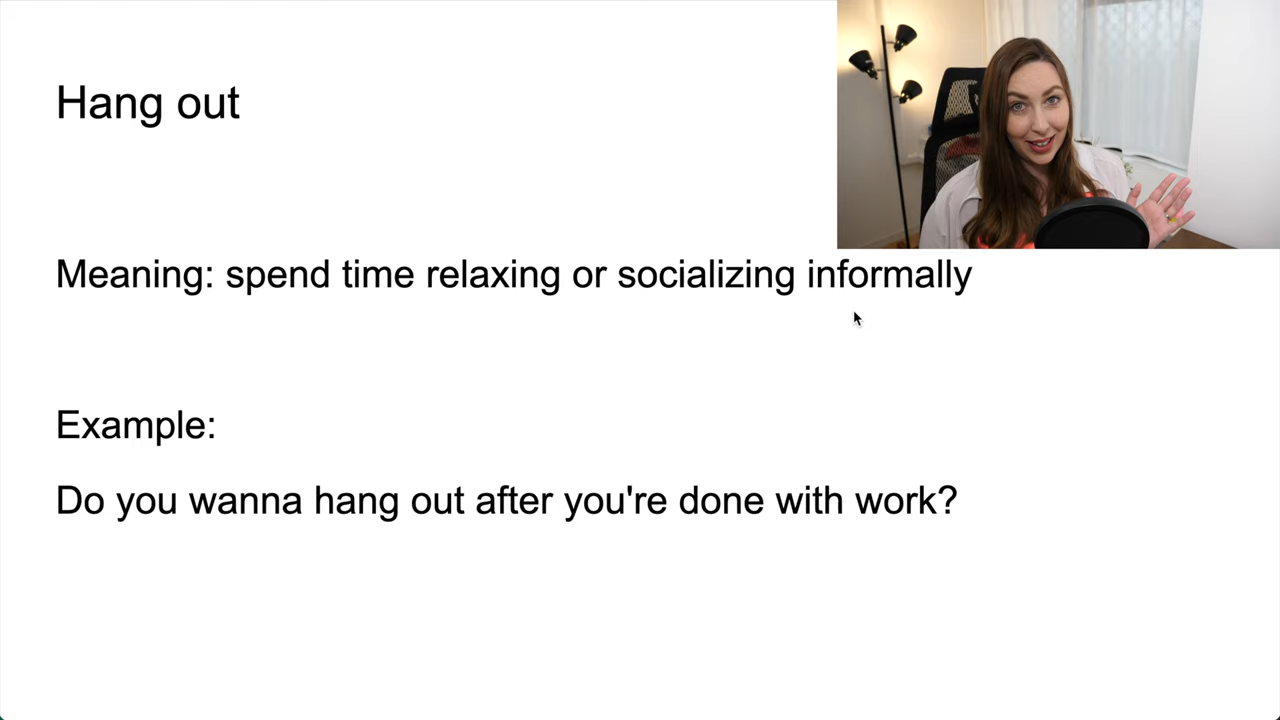 Hang out
Meaning: spend time relaxing or socializing informally
Example:
Do you wanna hang out after you're done with work?